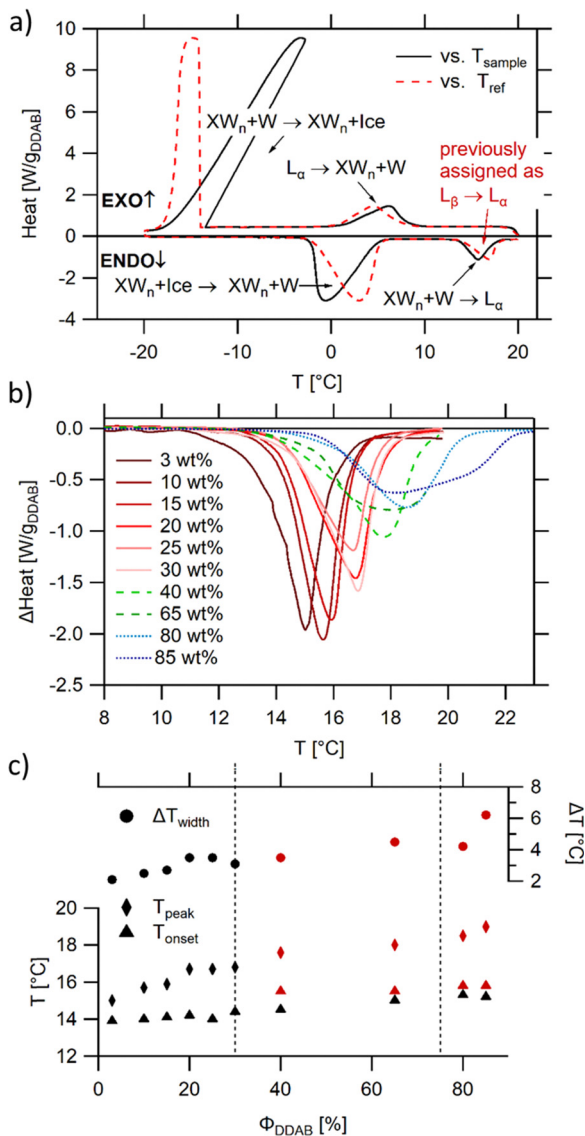 a)
10
8
6
4
2
0
-2
-4
Heat [W/g_DDAB]
— vs. T_sample
-- vs. T_ref
XW_n+W → XW_n+Ice
L_α → XW_n+W
previously
assigned as
L_β → L_α
EXO↑
ENDO↓
XW_n+Ice → XW_n+W
XW_n+W → L_α
-20
-10
0
10
20
T [°C]
b)
0.0
-0.5
-1.0
-1.5
-2.0
-2.5
ΔHeat [W/g_DDAB]
3 wt%
10 wt%
15 wt%
20 wt%
25 wt%
30 wt%
40 wt%
65 wt%
80 wt%
85 wt%
8
10
12
14
16
18
20
22
T [°C]
c)
ΔT_width
8
6
4
2
ΔT [°C]
T_peak
T_onset
20
18
16
14
12
T [°C]
0
20
40
60
80
Φ_DDAB [%]